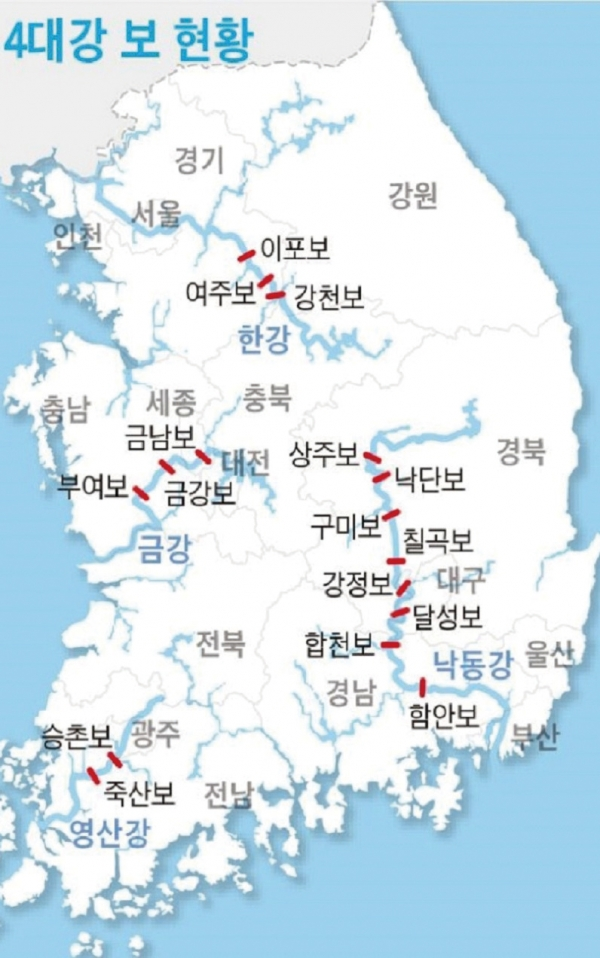 4대강 보 현황
경기
강원
서울
인천
이포보
여주보
강천보
한강
충남
세종
충북
금남보
대전
부여보
금강보
금강
상주보
경북
낙단보
구미보
칠곡보
강정보
대구
달성보
합천보
전북
낙동강
울산
경남
함안보
부산
승촌보
광주
죽산보
전남
영산강